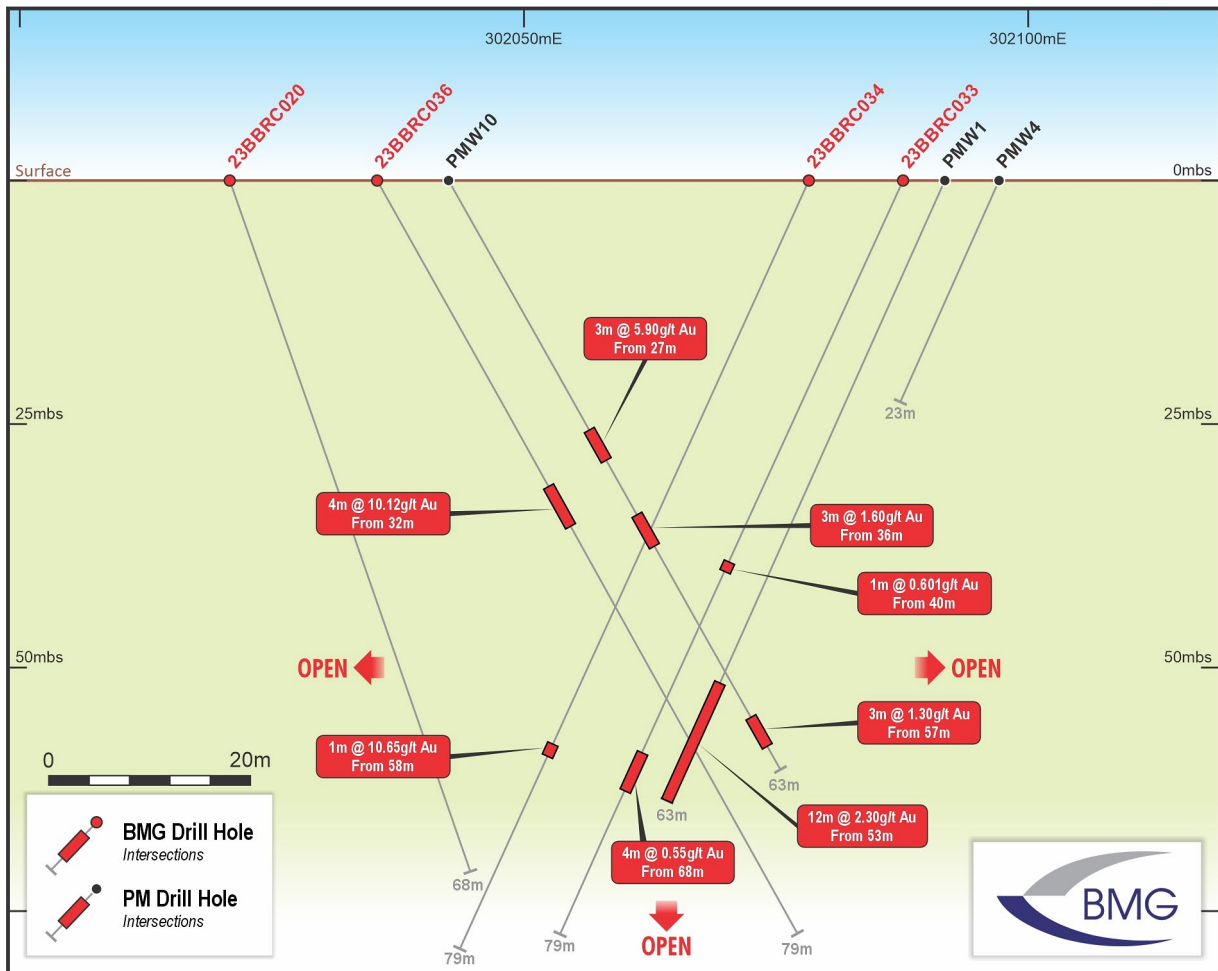 302050mE
302100mE
23BBRC020
23BBRC036
PMW10
23BBRC034
23BBRC033
PMW1
PMW4
Surface
0mbs
3m @ 5.90g/t Au
From 27m
23m
25mbs
25mbs
4m @ 10.12g/t Au
From 32m
3m @ 1.60g/t Au
From 36m
1m @ 0.601g/t Au
From 40m
50mbs
50mbs
OPEN
OPEN
3m @ 1.30g/t Au
From 57m
1m @ 10.65g/t Au
From 58m
0
20m
63m
63m
12m @ 2.30g/t Au
From 53m
4m @ 0.55g/t Au
From 68m
BMG Drill Hole
Intersections
PM Drill Hole
Intersections
68m
79m
79m
79m
OPEN
BMG